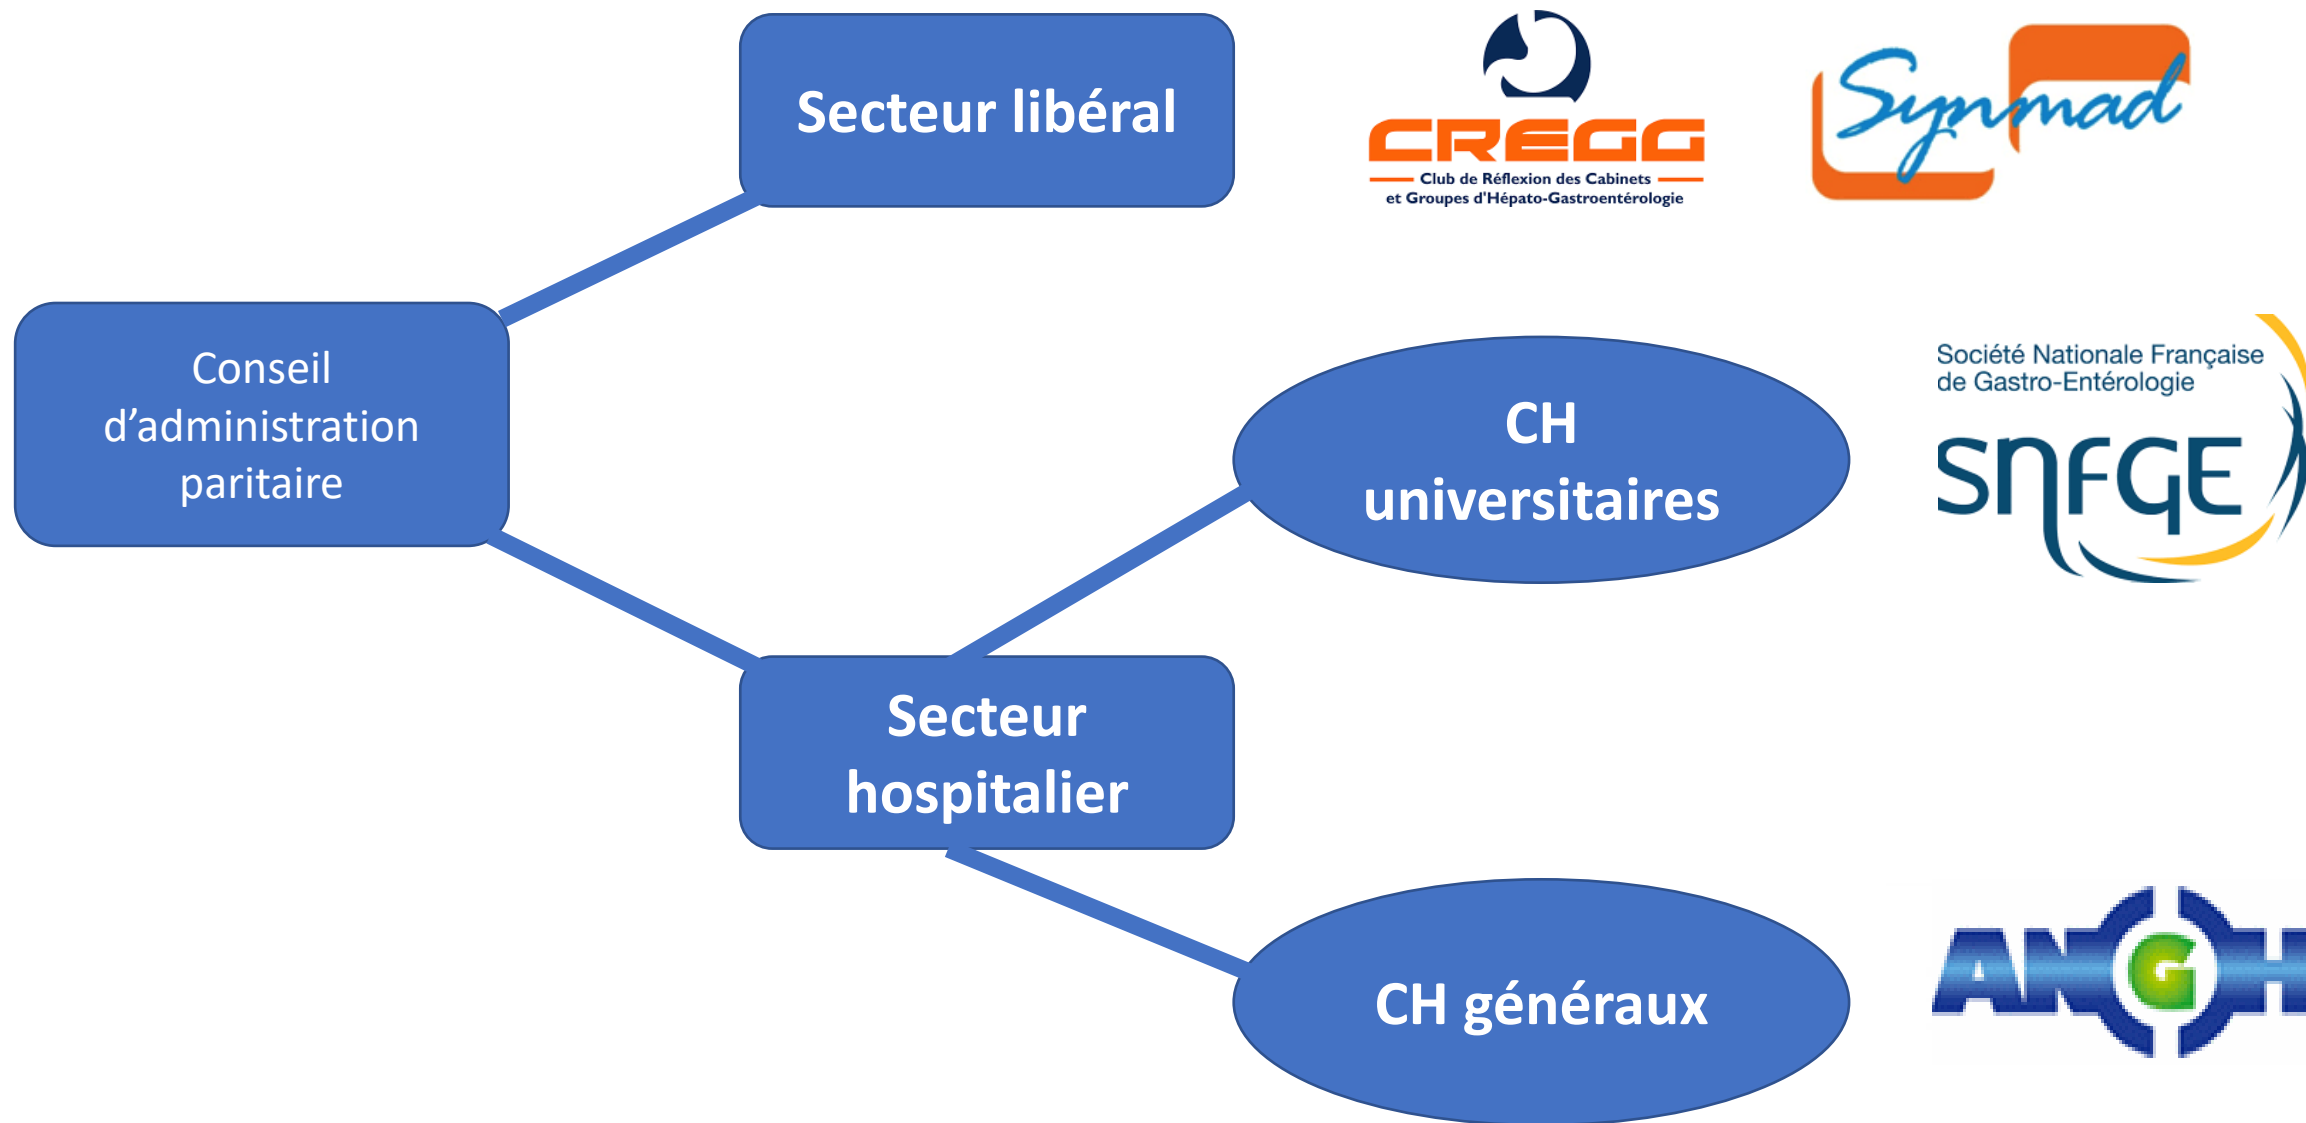 Secteur libéral
CREGG
Club de Réflexion des Cabinets
et Groupes d'Hépato-Gastroentérologie
Synmad
Conseil
d’administration
paritaire
CH
universitaires
Société Nationale Française
de Gastro-Entérologie
SNFGE
Secteur
hospitalier
CH généraux
ANGH